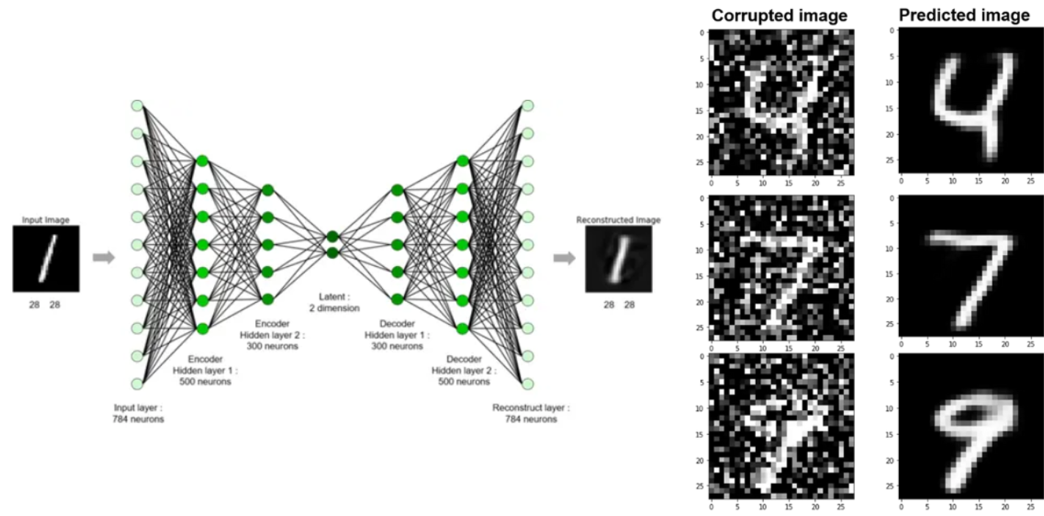 Corrupted image
Predicted image
Input Image
28 28
Input layer :
784 neurons
Encoder
Hidden layer 1 :
500 neurons
Encoder
Hidden layer 2 :
300 neurons
Latent :
2 dimension
Decoder
Hidden layer 1 :
300 neurons
Decoder
Hidden layer 2 :
500 neurons
Reconstruct layer :
784 neurons
Reconstructed Image
28 28
0
5
10
15
20
25
0 5 10 15 20 25
0
5
10
15
20
25
0 5 10 15 20 25
0
5
10
15
20
25
0 5 10 15 20 25
0
5
10
15
20
25
0 5 10 15 20 25
0
5
10
15
20
25
0 5 10 15 20 25
0
5
10
15
20
25
0 5 10 15 20 25
4
7
9